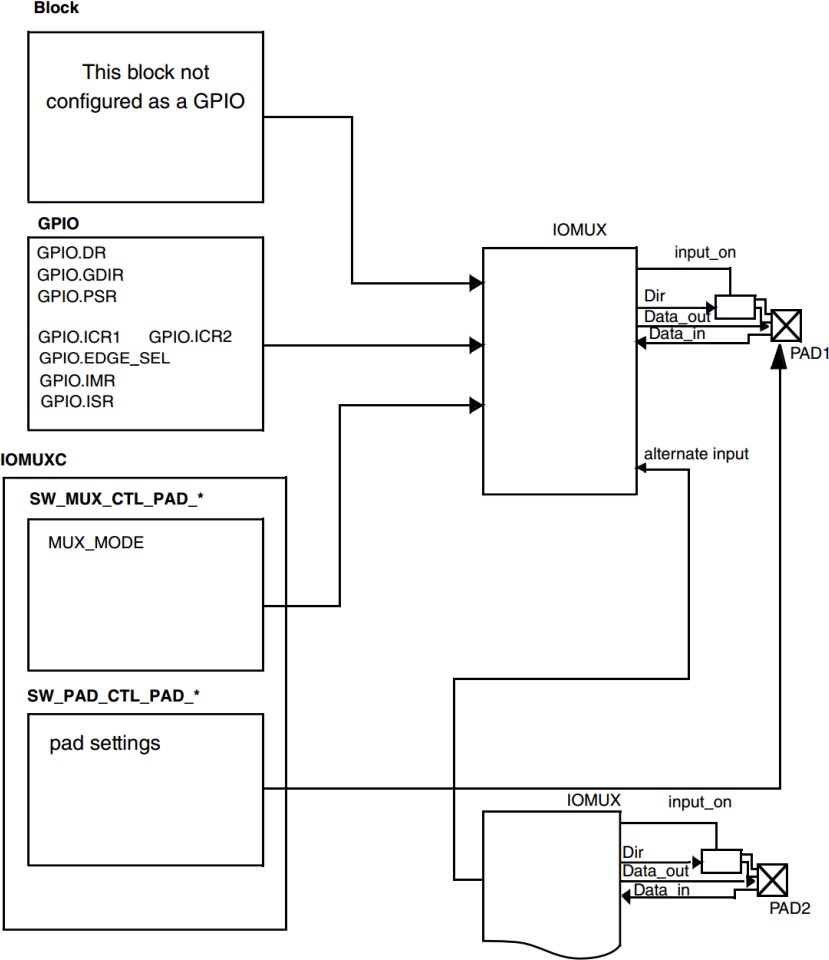 Block
This block not
configured as a GPIO
GPIO
GPIO.DR
GPIO.GDIR
GPIO.PSR
GPIO.ICR1 GPIO.ICR2
GPIO.EDGE_SEL
GPIO.IMR
GPIO.ISR
IOMUX
input_on
Dir
Data_out
Data_in
PAD1
alternate input
IOMUXC
SW_MUX_CTL_PAD_*
MUX_MODE
SW_PAD_CTL_PAD_*
pad settings
IOMUX
input_on
Dir
Data_out
Data_in
PAD2